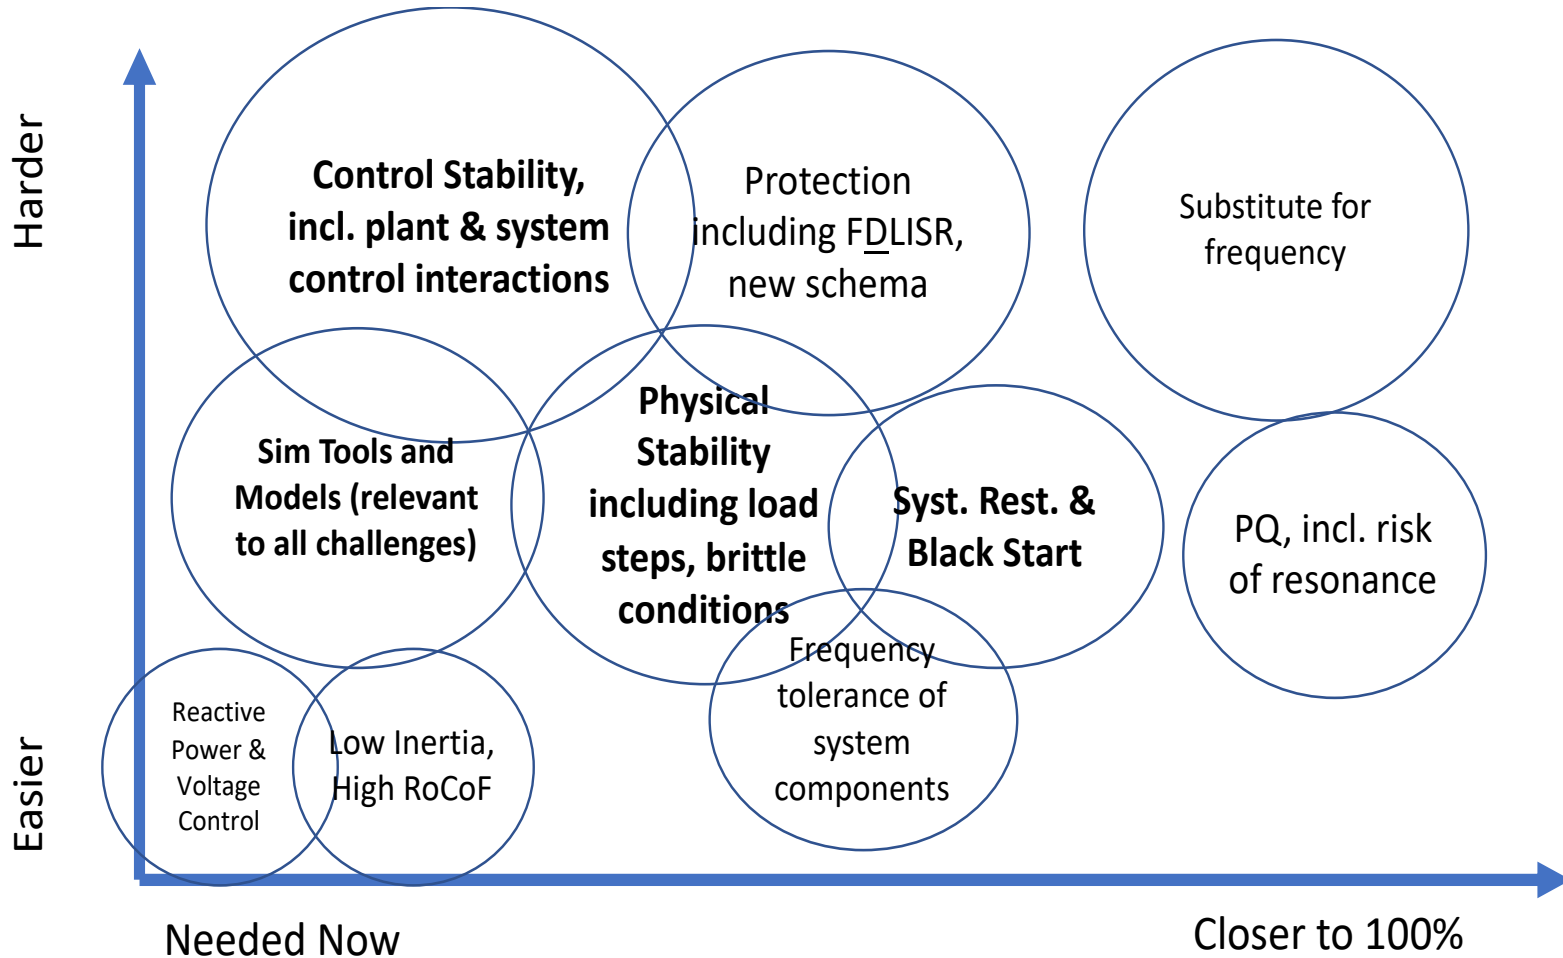 Harder
Easier
Control Stability,
incl. plant & system
control interactions
Protection
including FDLISR,
new schema
Substitute for
frequency
Sim Tools and
Models (relevant
to all challenges)
Physical
Stability
including load
steps, brittle
conditions
Syst. Rest. &
Black Start
PQ, incl. risk
of resonance
Reactive
Power &
Voltage
Control
Low Inertia,
High RoCoF
Frequency
tolerance of
system
components
Needed Now
Closer to 100%